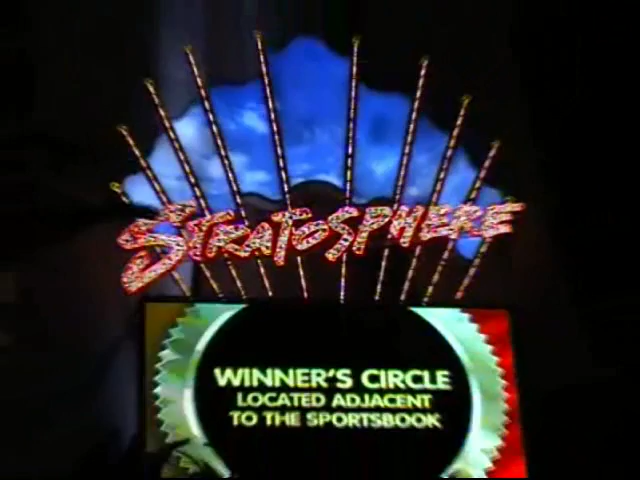 STRATOSPHERE
WINNER'S CIRCLE
LOCATED ADJACENT
TO THE SPORTSBOOK